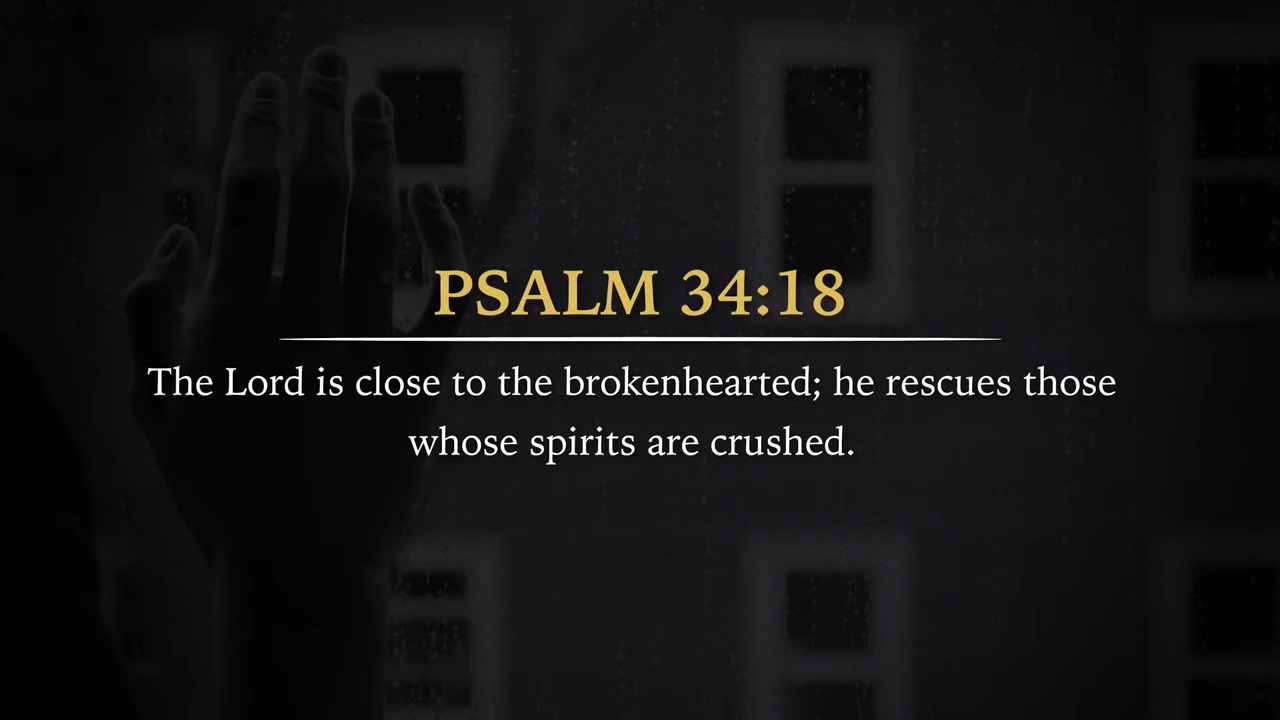 PSALM 34:18
The Lord is close to the brokenhearted; he rescues those
whose spirits are crushed.